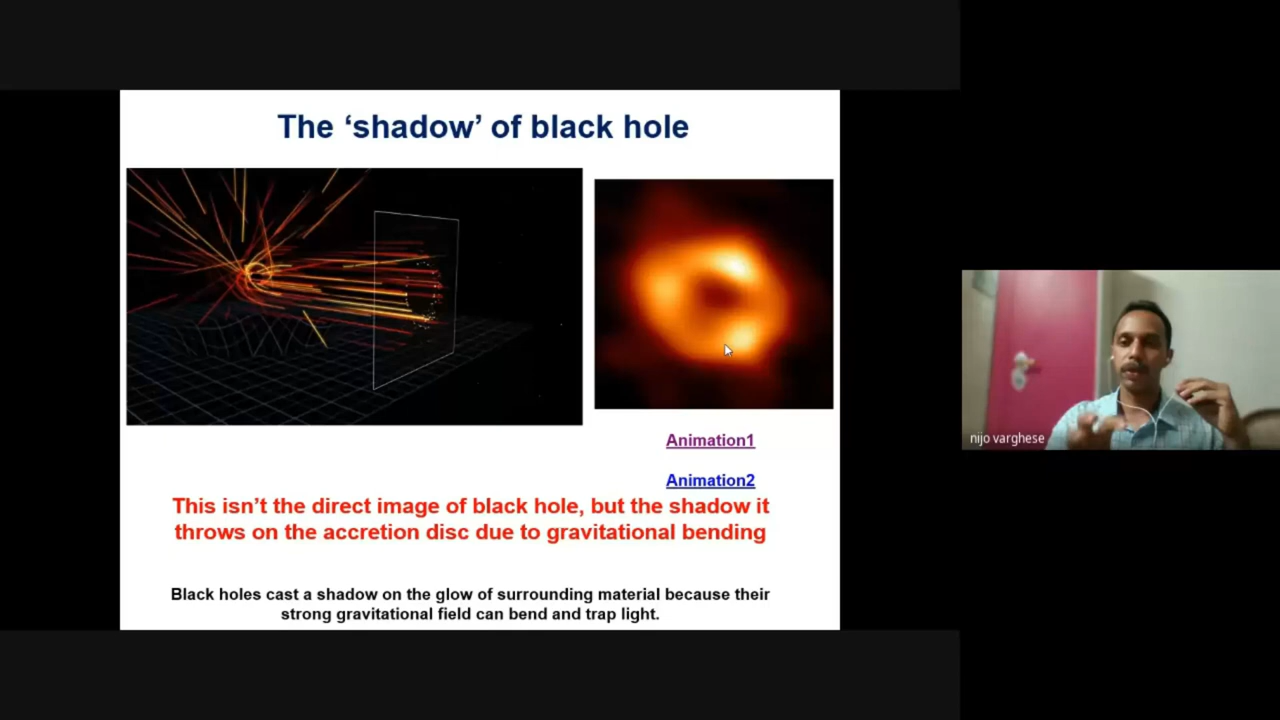 The ‘shadow’ of black hole
Animation1
Animation2
This isn’t the direct image of black hole, but the shadow it
throws on the accretion disc due to gravitational bending
Black holes cast a shadow on the glow of surrounding material because their
strong gravitational field can bend and trap light.
nijo varghese